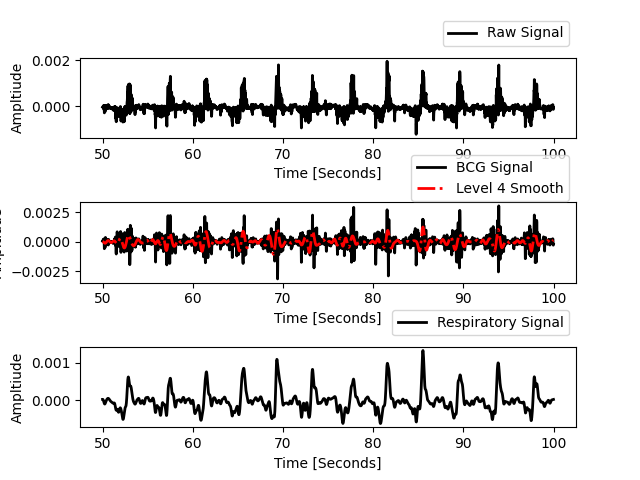 Raw Signal
0.002
0.000
Ampltiude
50 60 70 80 90 100
Time [Seconds]
BCG Signal
Level 4 Smooth
0.0025
0.0000
−0.0025
50 60 70 80 90 100
Time [Seconds]
Respiratory Signal
0.001
0.000
Ampltiude
50 60 70 80 90 100
Time [Seconds]